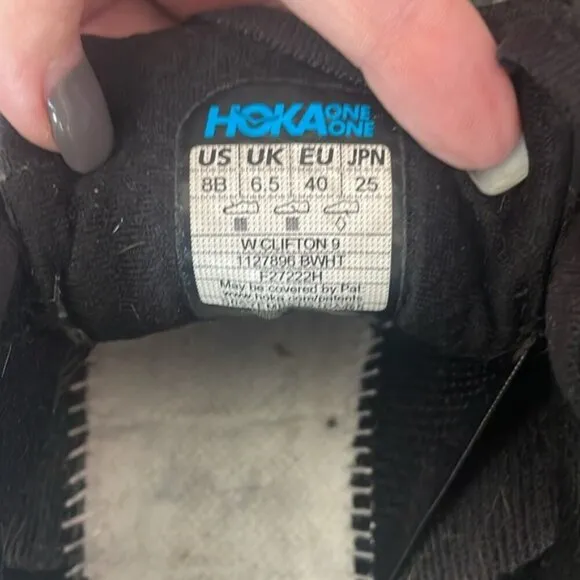 HOKA ONE ONE
US UK EU JPN
8B 6.5 40 25
W CLIFTON 9
1127896 BWHT
F27222H
May be covered by Pat
www.hoka.com/patents